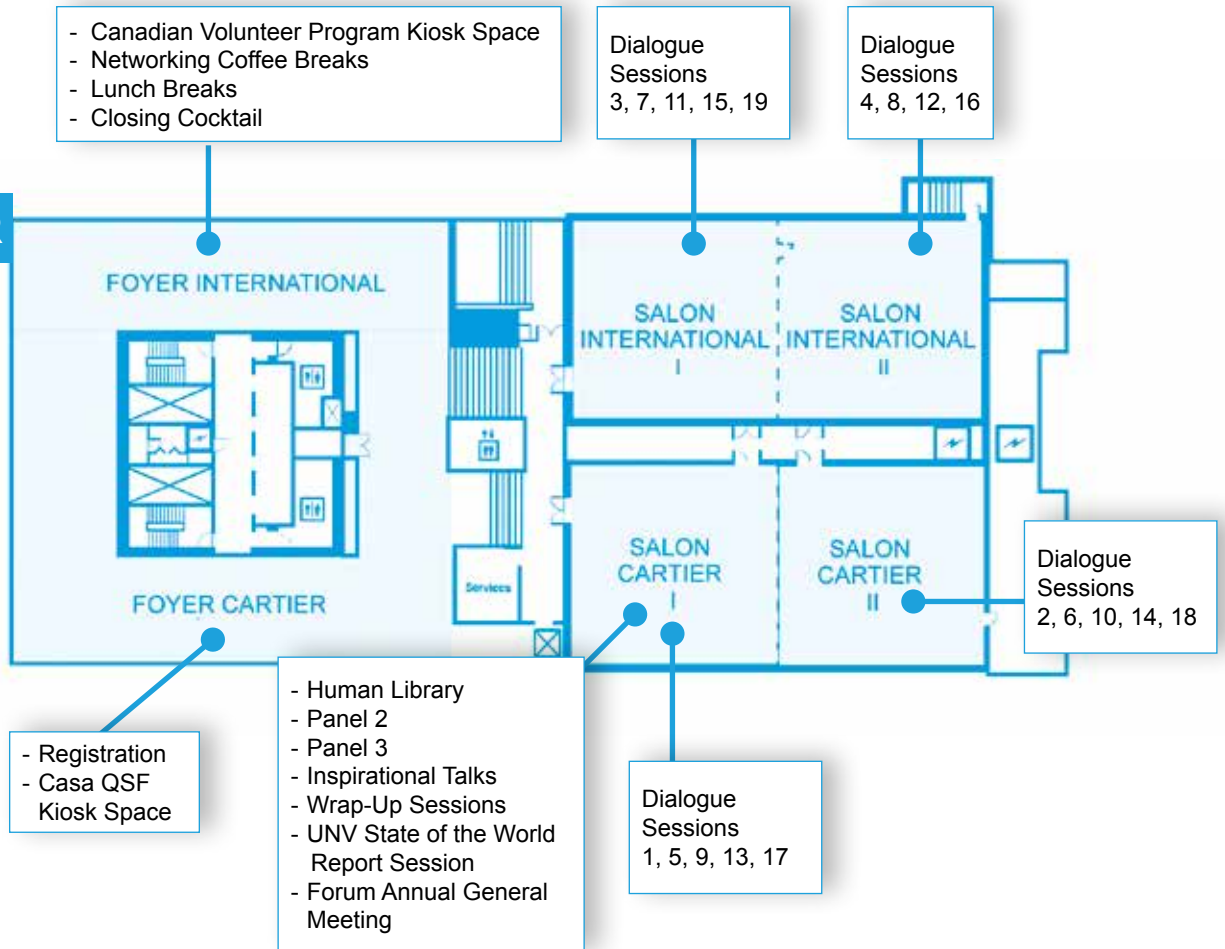 - Canadian Volunteer Program Kiosk Space
- Networking Coffee Breaks
- Lunch Breaks
- Closing Cocktail
Dialogue
Sessions
3, 7, 11, 15, 19
Dialogue
Sessions
4, 8, 12, 16
FOYER INTERNATIONAL
SALON
INTERNATIONAL
I
SALON
INTERNATIONAL
II
SALON
CARTIER
I
SALON
CARTIER
II
Services
FOYER CARTIER
Dialogue
Sessions
2, 6, 10, 14, 18
- Registration
- Casa QSF
Kiosk Space
- Human Library
- Panel 2
- Panel 3
- Inspirational Talks
- Wrap-Up Sessions
- UNV State of the World
Report Session
- Forum Annual General
Meeting
Dialogue
Sessions
1, 5, 9, 13, 17